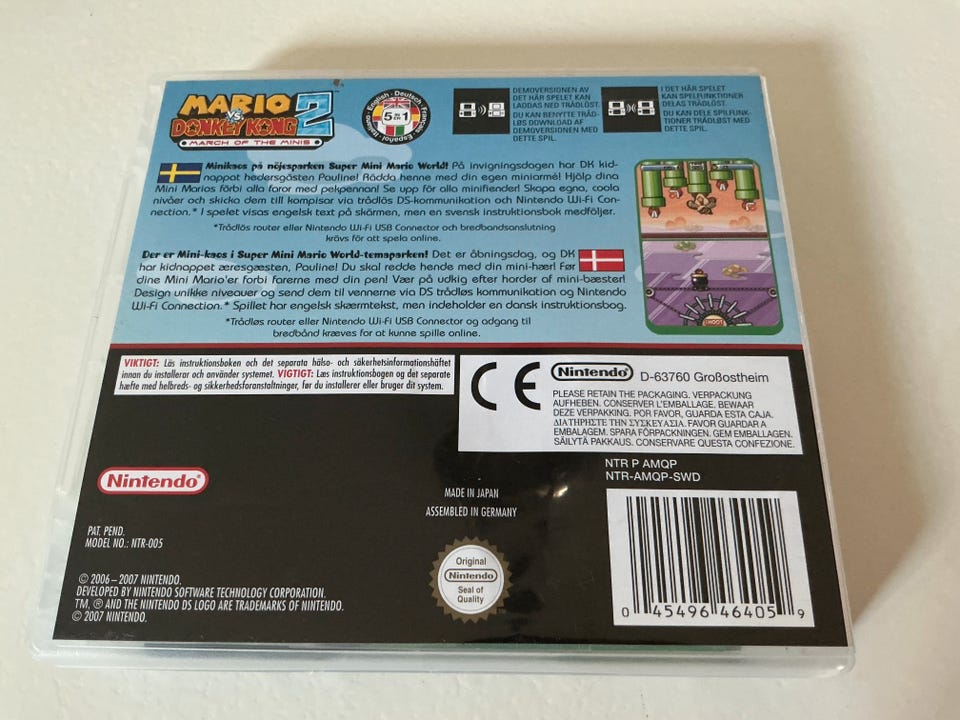 MARIO
VS
DONKEY KONG 2
MARCH OF THE MINIS
English · Deutsch · Français · Español · Italiano
5 IN 1
DEMOVERSIONEN AV
DET HÄR SPELET KAN
LADDAS NED TRÅDLÖST.
DU KAN BENYTTE TRÅD-
LØS DOWNLOAD AF
DEMOVERSIONEN MED
DETTE SPIL.
I DET HÄR SPELET
KAN SPELFUNKTIONER
DELAS TRÅDLÖST.
DU KAN DELE SPILFUNK-
TIONER TRÅDLØST MED
DETTE SPIL.
Minikaos på nöjesparken Super Mini Mario World! På invigningsdagen har DK kid-
nappat hedersgästen Pauline! Rädda henne med din egen miniarmé! Hjälp dina
Mini Marios förbi alla faror med pekpennan! Se upp för alla minifiender! Skapa egna, coola
nivåer och skicka dem till kompisar via trådlös DS-kommunikation och Nintendo Wi-Fi Con-
nection.* I spelet visas engelsk text på skärmen, men en svensk instruktionsbok medföljer.
*Trådlös router eller Nintendo Wi-Fi USB Connector och bredbandsanslutning
krävs för att spela online.
Der er Mini-kaos i Super Mini Mario World-temaparken! Det er åbningsdag, og DK
har kidnappet æresgæsten, Pauline! Du skal redde hende med din mini-hær! Før
dine Mini Mario'er forbi farerne med din pen! Vær på udkig efter horder af mini-bæster!
Design unikke niveauer og send dem til vennerne via DS trådløs kommunikation og Nintendo
Wi-Fi Connection.* Spillet har engelsk skærmtekst, men indeholder en dansk instruktionsbog.
*Trådløs router eller Nintendo Wi-Fi USB Connector og adgang til
bredbånd kræves for at kunne spille online.
SHOOT
VIKTIGT: Läs instruktionsboken och det separata hälso- och säkerhetsinformationshäftet
innan du installerar och använder systemet. VIGTIGT: Læs instruktionsbogen og det separate
hæfte med helbreds- og sikkerhedsforanstaltninger, før du installerer eller bruger dit system.
CE
Nintendo® D-63760 Großostheim
PLEASE RETAIN THE PACKAGING. VERPACKUNG
AUFHEBEN. CONSERVER L'EMBALLAGE. BEWAAR
DEZE VERPAKKING. POR FAVOR, GUARDA ESTA CAJA.
ΔΙΑΤΗΡΗΣΤΕ ΤΗΝ ΣΥΣΚΕΥΑΣΙΑ. FAVOR GUARDAR A
EMBALAGEM. SPARA FÖRPACKNINGEN. GEM EMBALLAGEN.
SÄILYTÄ PAKKAUS. CONSERVARE QUESTA CONFEZIONE.
NTR P AMQP
NTR-AMQP-SWD
Nintendo®
MADE IN JAPAN
ASSEMBLED IN GERMANY
PAT. PEND.
MODEL NO.: NTR-005
Original
Nintendo
Seal of
Quality
© 2006 – 2007 NINTENDO.
DEVELOPED BY NINTENDO SOFTWARE TECHNOLOGY CORPORATION.
TM, ® AND THE NINTENDO DS LOGO ARE TRADEMARKS OF NINTENDO.
© 2007 NINTENDO.
0 45496 46405 9